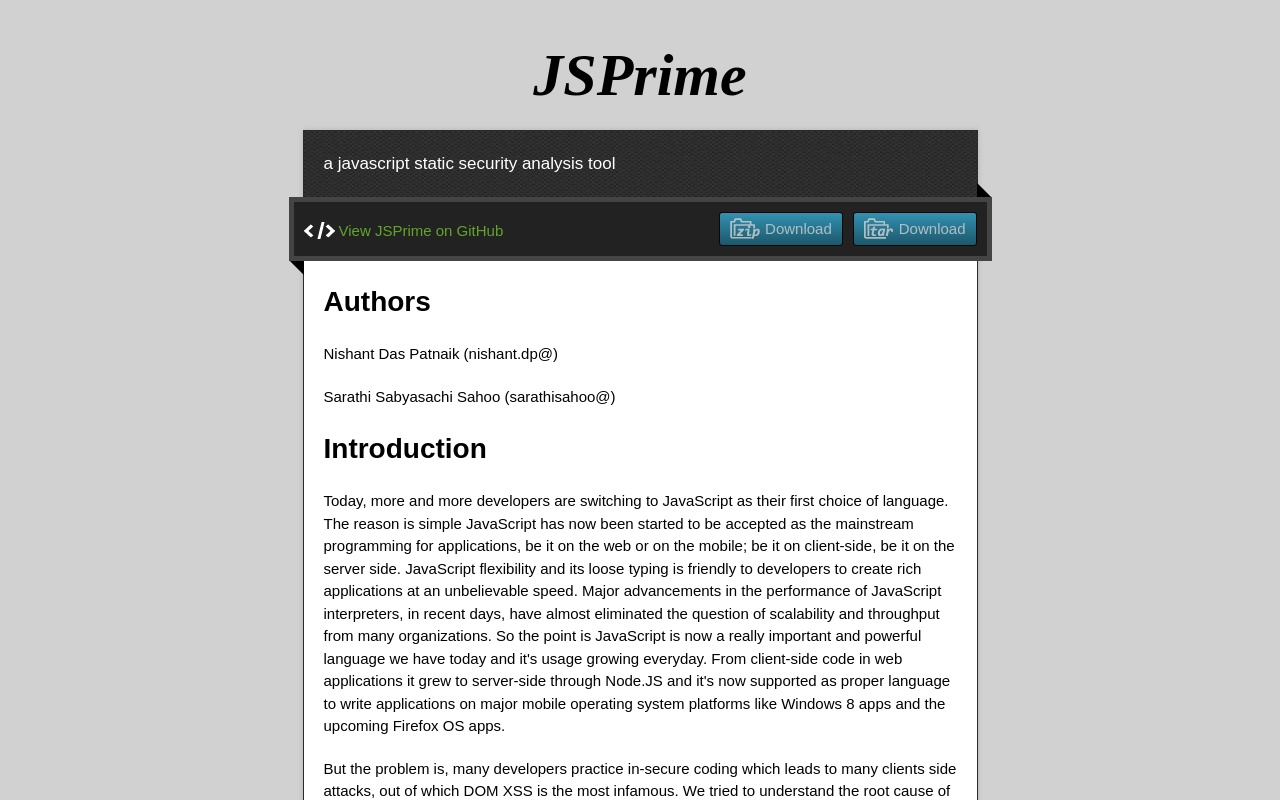 JSPrime
a javascript static security analysis tool
View JSPrime on GitHub
zip Download
tar Download
Authors
Nishant Das Patnaik (nishant.dp@)
Sarathi Sabyasachi Sahoo (sarathisahoo@)
Introduction
Today, more and more developers are switching to JavaScript as their first choice of language.
The reason is simple JavaScript has now been started to be accepted as the mainstream
programming for applications, be it on the web or on the mobile; be it on client-side, be it on the
server side. JavaScript flexibility and its loose typing is friendly to developers to create rich
applications at an unbelievable speed. Major advancements in the performance of JavaScript
interpreters, in recent days, have almost eliminated the question of scalability and throughput
from many organizations. So the point is JavaScript is now a really important and powerful
language we have today and it's usage growing everyday. From client-side code in web
applications it grew to server-side through Node.JS and it's now supported as proper language
to write applications on major mobile operating system platforms like Windows 8 apps and the
upcoming Firefox OS apps.
But the problem is, many developers practice in-secure coding which leads to many clients side
attacks, out of which DOM XSS is the most infamous. We tried to understand the root cause of